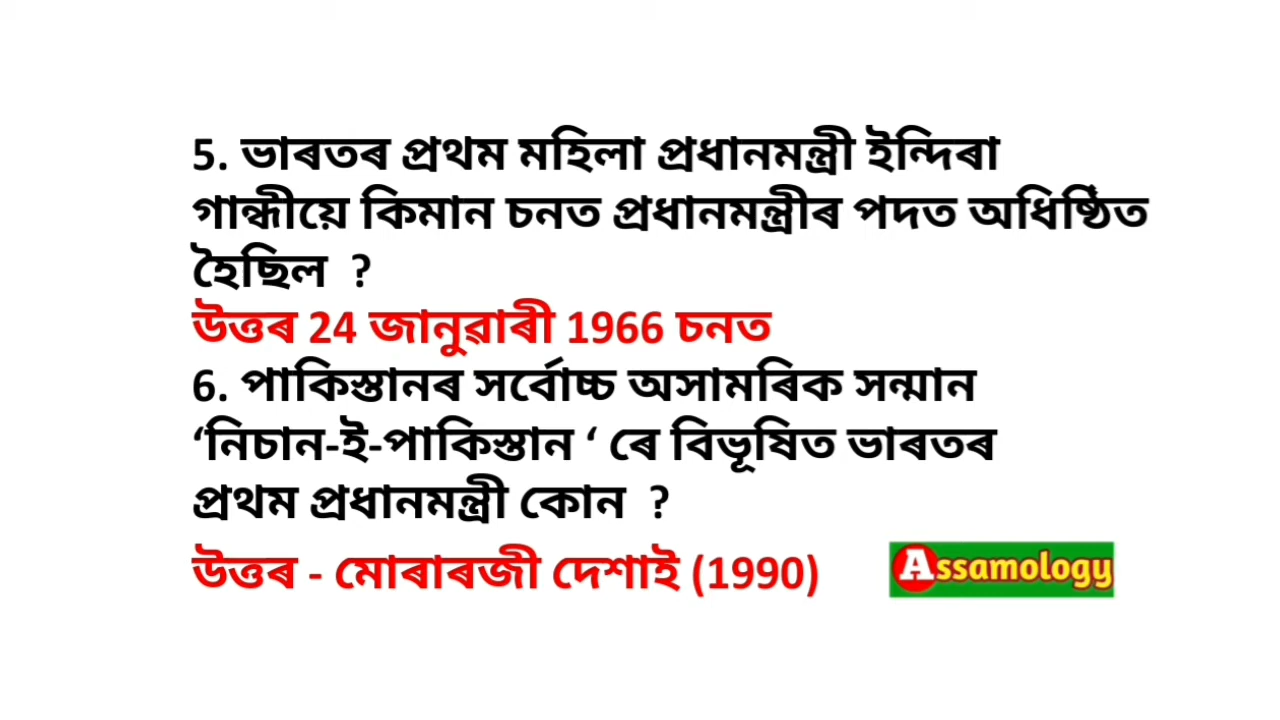 5. ভাৰতৰ প্ৰথম মহিলা প্ৰধানমন্ত্ৰী ইন্দিৰা
গান্ধীয়ে কিমান চনত প্ৰধানমন্ত্ৰীৰ পদত অধিষ্ঠিত
হৈছিল ?
উত্তৰ 24 জানুৱাৰী 1966 চনত
6. পাকিস্তানৰ সৰ্বোচ্চ অসামৰিক সন্মান
‘নিচান-ই-পাকিস্তান ‘ ৰে বিভূষিত ভাৰতৰ
প্ৰথম প্ৰধানমন্ত্ৰী কোন ?
উত্তৰ - মোৰাৰজী দেশাই (1990)
Assamology